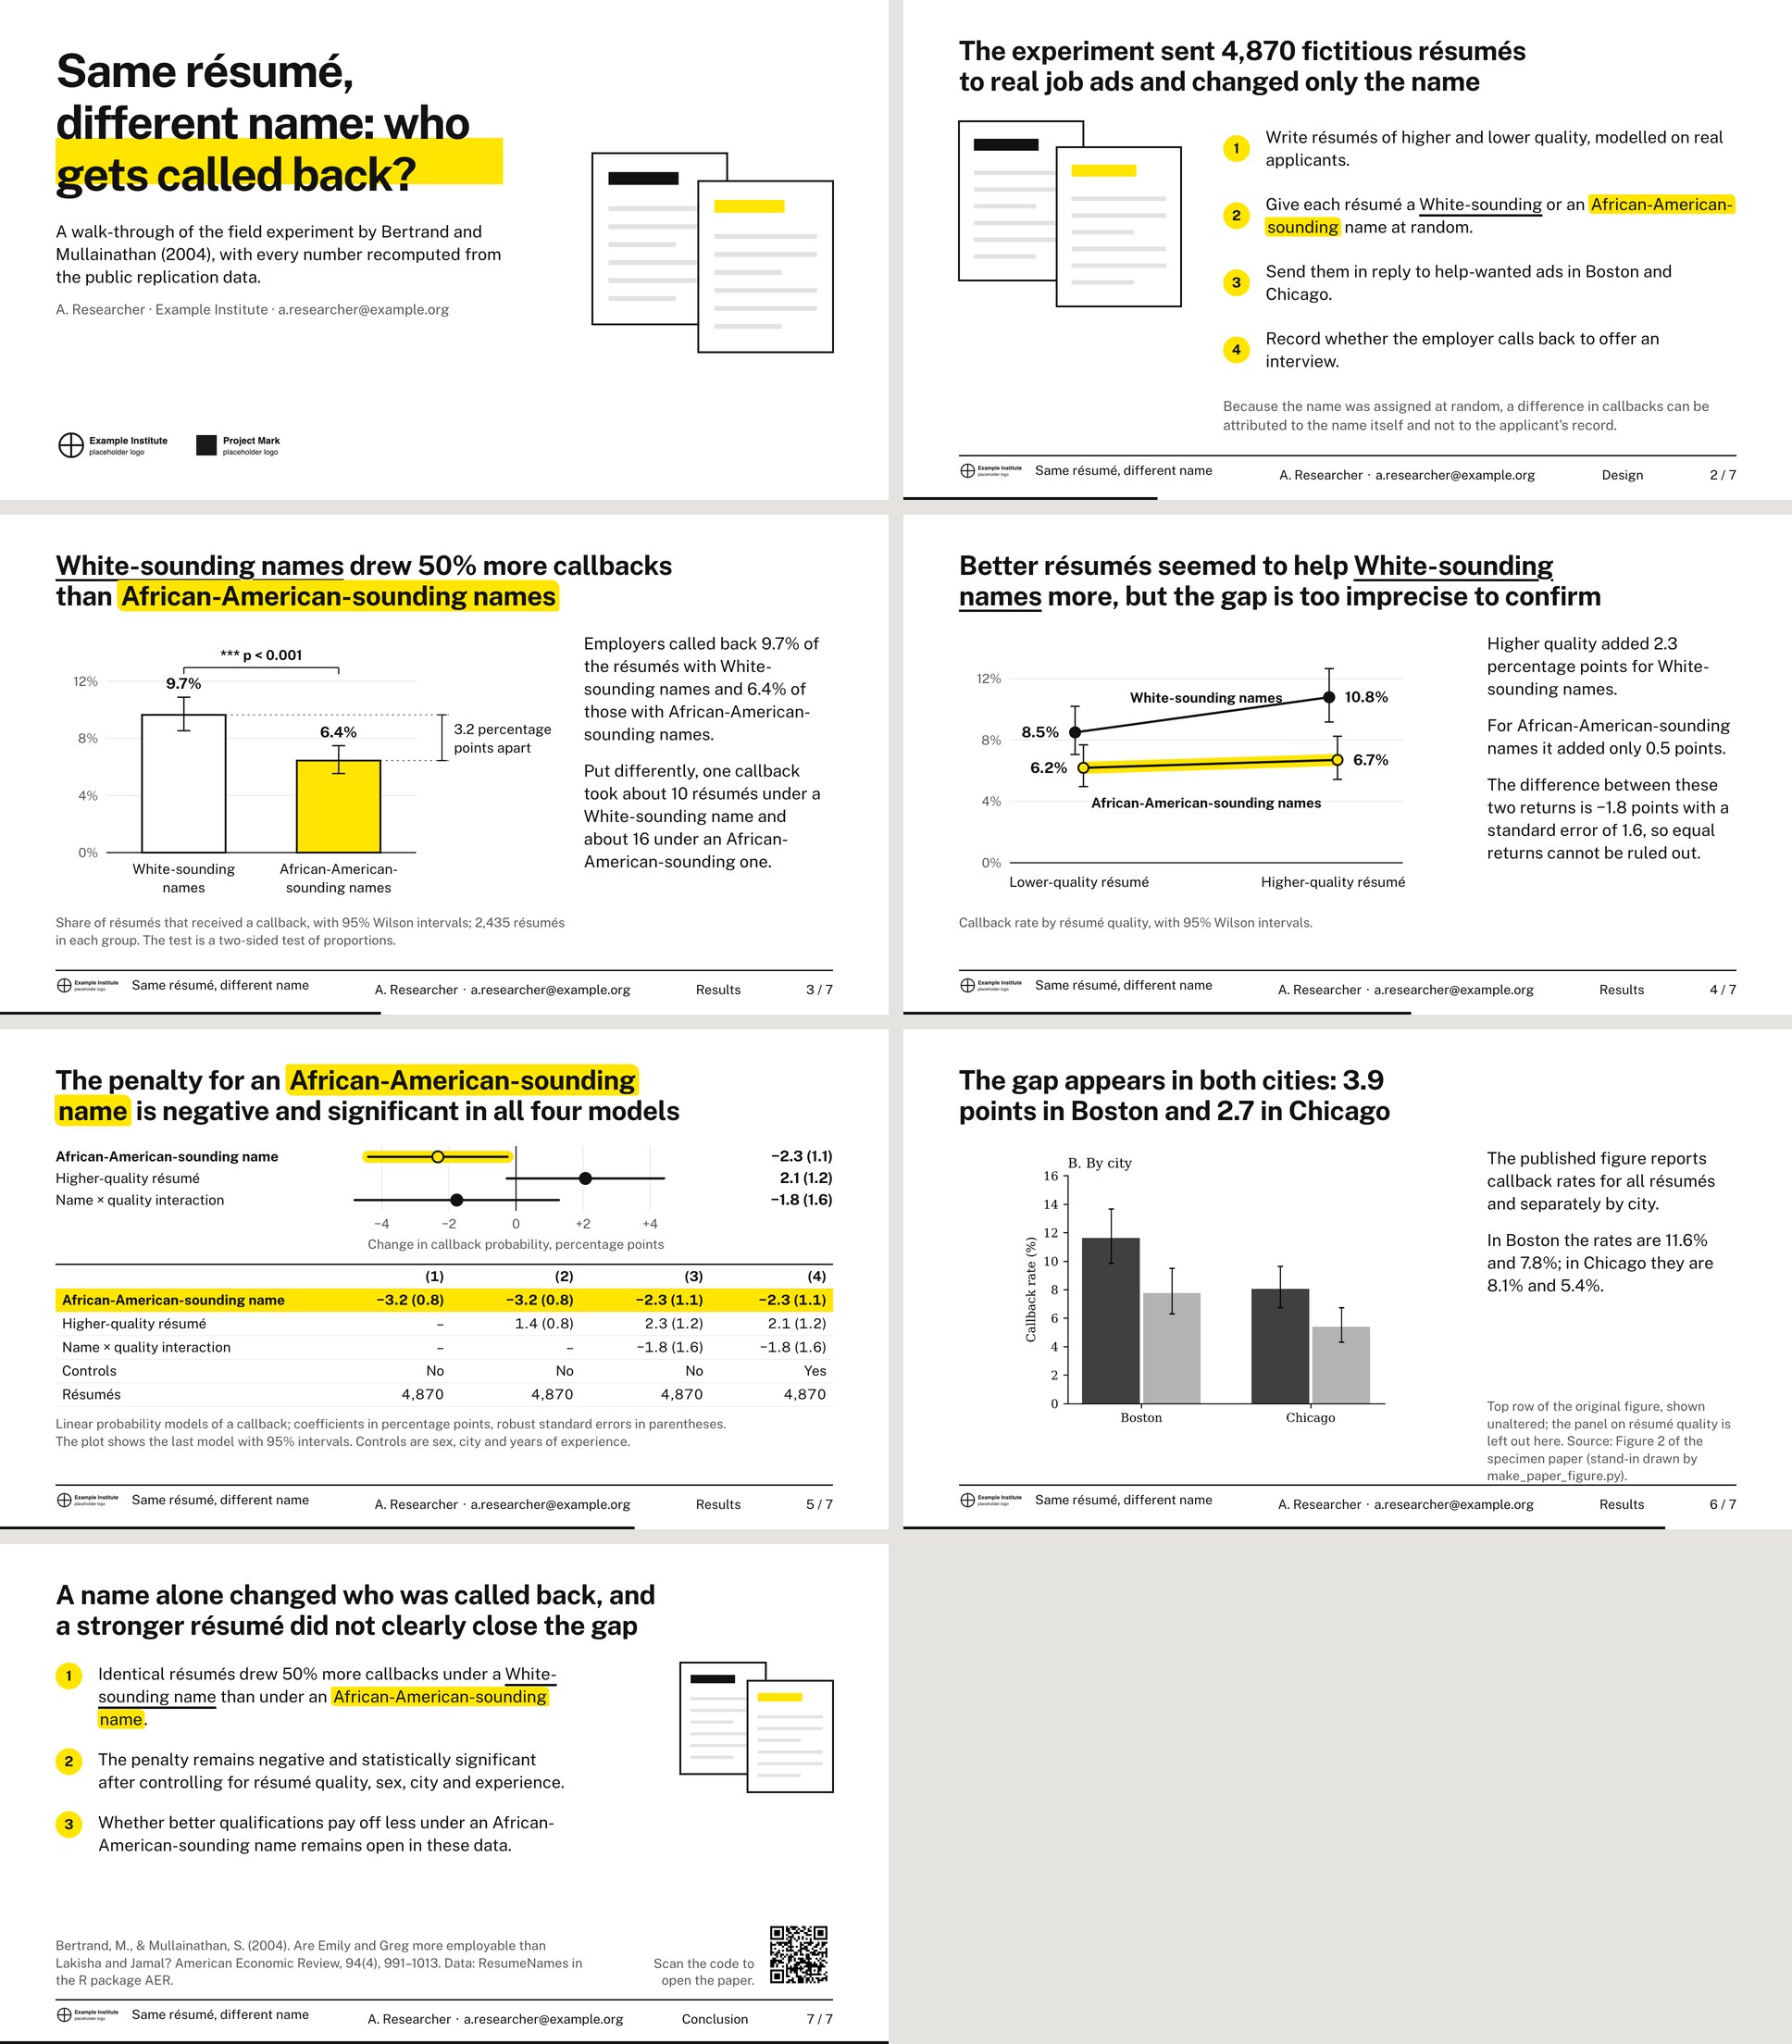 Same résumé,
different name: who
gets called back?
A walk-through of the field experiment by Bertrand and
Mullainathan (2004), with every number recomputed from
the public replication data.
A. Researcher · Example Institute · a.researcher@example.org
Example Institute
placeholder logo
Project Mark
placeholder logo
The experiment sent 4,870 fictitious résumés
to real job ads and changed only the name
1 Write résumés of higher and lower quality, modelled on real
applicants.
2 Give each résumé a White-sounding or an African-American-
sounding name at random.
3 Send them in reply to help-wanted ads in Boston and
Chicago.
4 Record whether the employer calls back to offer an
interview.
Because the name was assigned at random, a difference in callbacks can be
attributed to the name itself and not to the applicant's record.
Example Institute
placeholder logo
Same résumé, different name A. Researcher · a.researcher@example.org Design 2 / 7
White-sounding names drew 50% more callbacks
than African-American-sounding names
*** p < 0.001
12%
9.7%
8%
6.4%
3.2 percentage
points apart
4%
0%
White-sounding
names
African-American-
sounding names
Employers called back 9.7% of
the résumés with White-
sounding names and 6.4% of
those with African-American-
sounding names.
Put differently, one callback
took about 10 résumés under a
White-sounding name and
about 16 under an African-
American-sounding one.
Share of résumés that received a callback, with 95% Wilson intervals; 2,435 résumés
in each group. The test is a two-sided test of proportions.
Example Institute
placeholder logo
Same résumé, different name A. Researcher · a.researcher@example.org Results 3 / 7
Better résumés seemed to help White-sounding
names more, but the gap is too imprecise to confirm
12%
White-sounding names
10.8%
8.5%
8%
6.2%
6.7%
4%
African-American-sounding names
0%
Lower-quality résumé Higher-quality résumé
Higher quality added 2.3
percentage points for White-
sounding names.
For African-American-sounding
names it added only 0.5 points.
The difference between these
two returns is −1.8 points with a
standard error of 1.6, so equal
returns cannot be ruled out.
Callback rate by résumé quality, with 95% Wilson intervals.
Example Institute
placeholder logo
Same résumé, different name A. Researcher · a.researcher@example.org Results 4 / 7
The penalty for an African-American-sounding
name is negative and significant in all four models
African-American-sounding name −2.3 (1.1)
Higher-quality résumé 2.1 (1.2)
Name × quality interaction −1.8 (1.6)
−4 −2 0 +2 +4
Change in callback probability, percentage points
(1) (2) (3) (4)
African-American-sounding name −3.2 (0.8) −3.2 (0.8) −2.3 (1.1) −2.3 (1.1)
Higher-quality résumé – 1.4 (0.8) 2.3 (1.2) 2.1 (1.2)
Name × quality interaction – – −1.8 (1.6) −1.8 (1.6)
Controls No No No Yes
Résumés 4,870 4,870 4,870 4,870
Linear probability models of a callback; coefficients in percentage points, robust standard errors in parentheses.
The plot shows the last model with 95% intervals. Controls are sex, city and years of experience.
Example Institute
placeholder logo
Same résumé, different name A. Researcher · a.researcher@example.org Results 5 / 7
The gap appears in both cities: 3.9
points in Boston and 2.7 in Chicago
B. By city
Callback rate (%)
16
14
12
10
8
6
4
2
0
Boston Chicago
The published figure reports
callback rates for all résumés
and separately by city.
In Boston the rates are 11.6%
and 7.8%; in Chicago they are
8.1% and 5.4%.
Top row of the original figure, shown
unaltered; the panel on résumé quality is
left out here. Source: Figure 2 of the
specimen paper (stand-in drawn by
make_paper_figure.py).
Example Institute
placeholder logo
Same résumé, different name A. Researcher · a.researcher@example.org Results 6 / 7
A name alone changed who was called back, and
a stronger résumé did not clearly close the gap
1 Identical résumés drew 50% more callbacks under a White-
sounding name than under an African-American-sounding
name.
2 The penalty remains negative and statistically significant
after controlling for résumé quality, sex, city and experience.
3 Whether better qualifications pay off less under an African-
American-sounding name remains open in these data.
Bertrand, M., & Mullainathan, S. (2004). Are Emily and Greg more employable than
Lakisha and Jamal? American Economic Review, 94(4), 991–1013. Data: ResumeNames in
the R package AER.
Scan the code to
open the paper.
Example Institute
placeholder logo
Same résumé, different name A. Researcher · a.researcher@example.org Conclusion 7 / 7